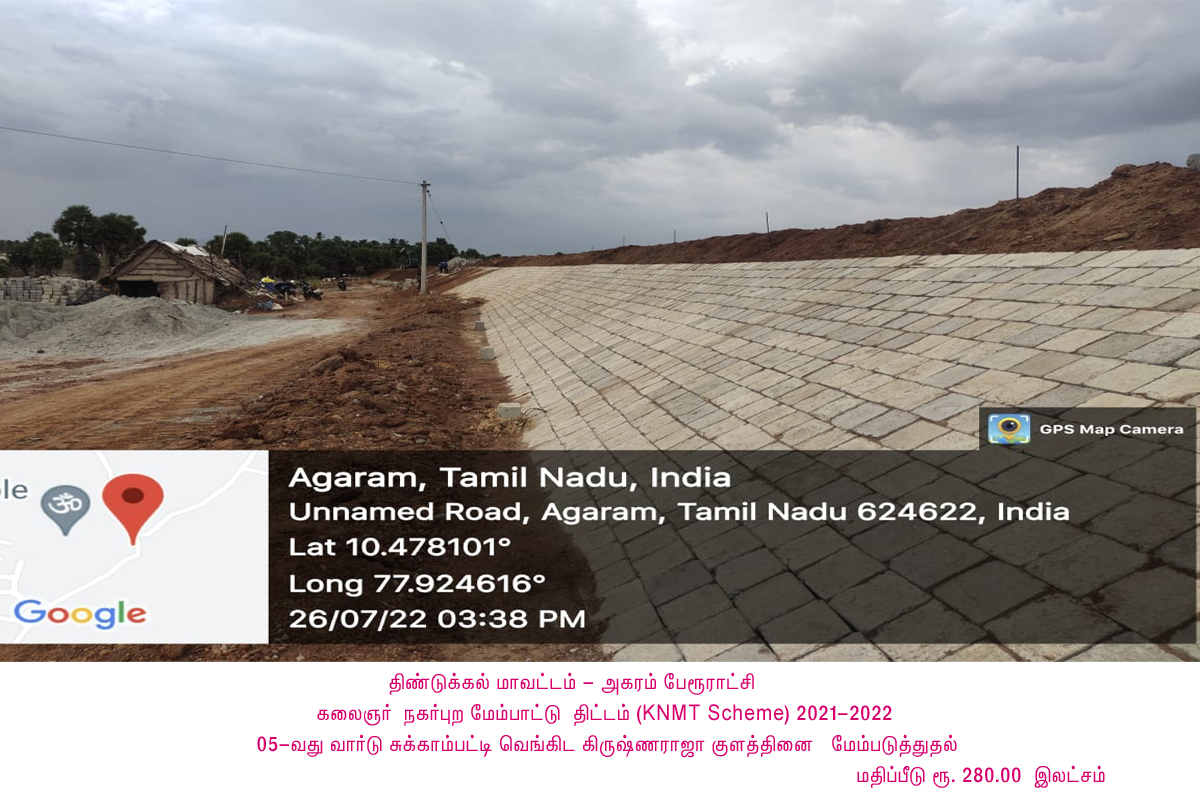 GPS Map Camera
le
Google
Agaram, Tamil Nadu, India
Unnamed Road, Agaram, Tamil Nadu 624622, India
Lat 10.478101°
Long 77.924616°
26/07/22 03:38 PM
திண்டுக்கல் மாவட்டம் – அகரம் பேரூராட்சி
கலைஞர் நகர்புற மேம்பாட்டு திட்டம் (KNMT Scheme) 2021–2022
05–வது வார்டு சுக்காம்பட்டி வெங்கிட கிருஷ்ணராஜா குளத்தினை மேம்படுத்துதல்
மதிப்பீடு ரூ. 280.00 இலட்சம்